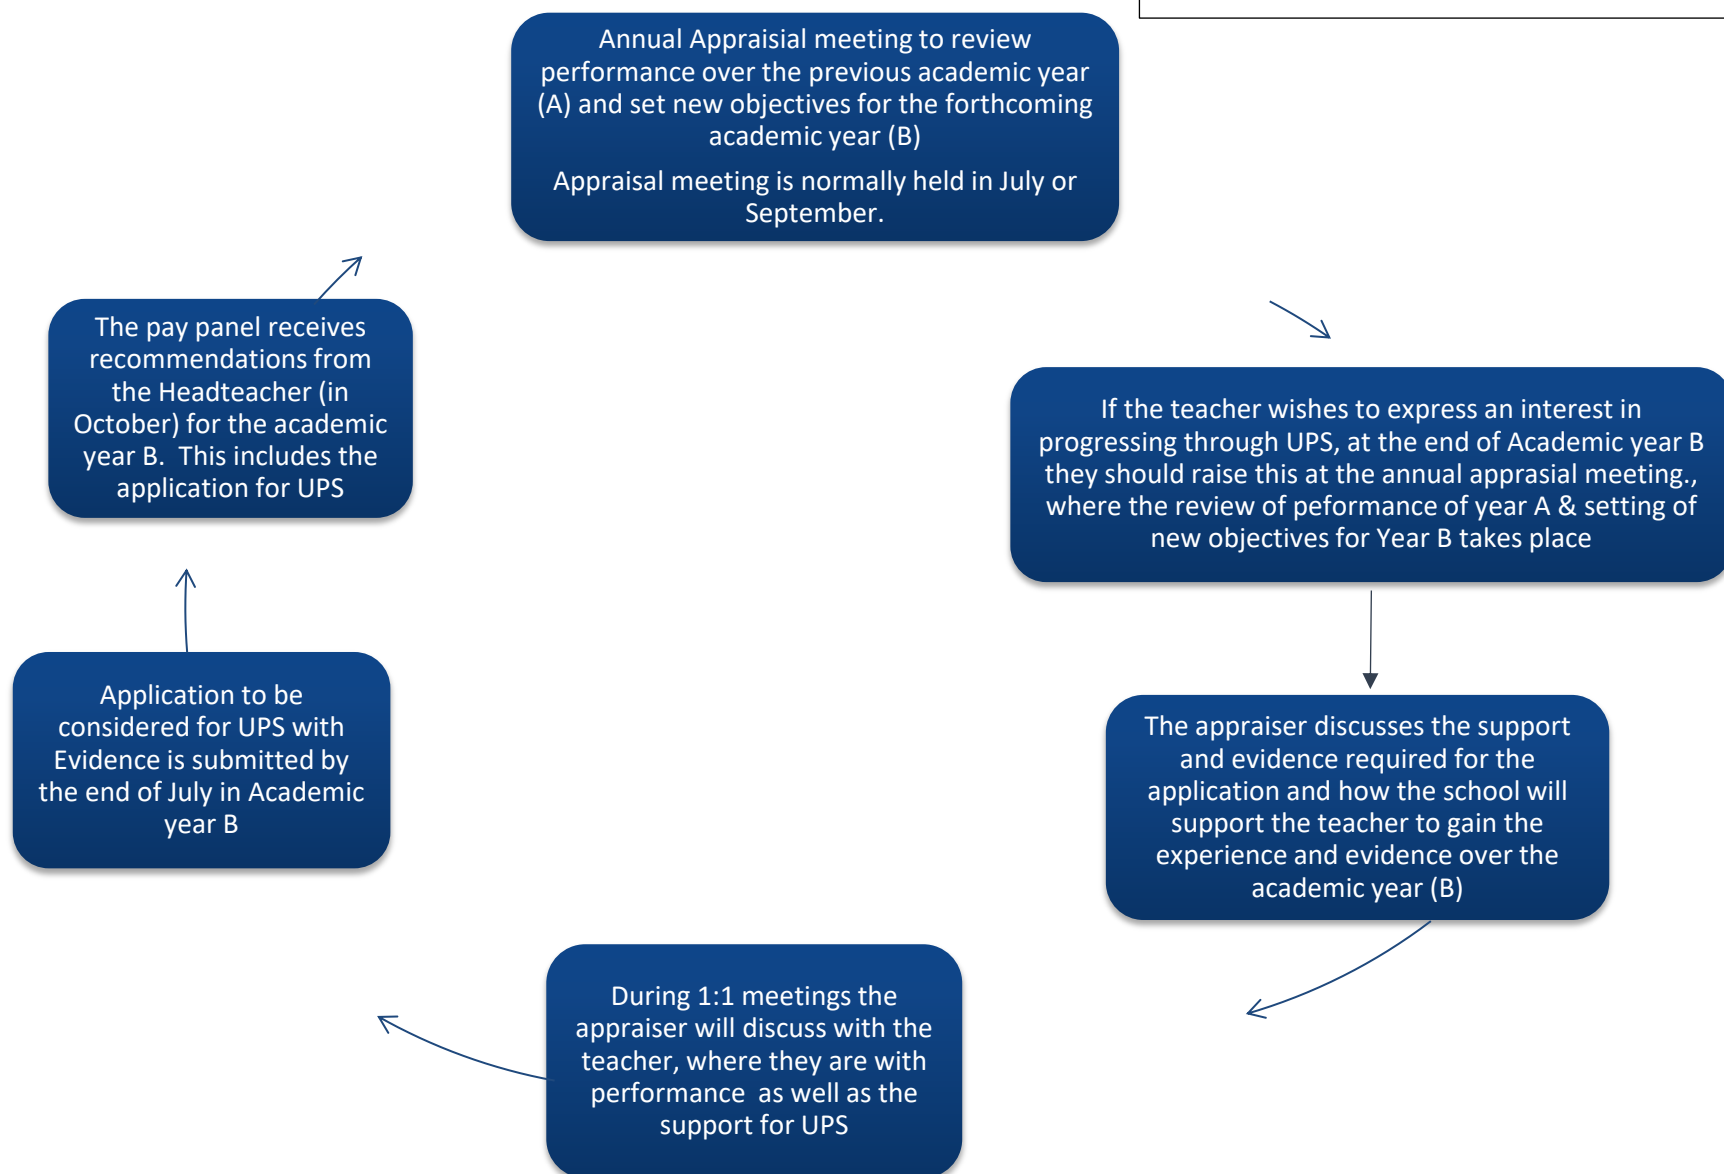 Annual Appraisial meeting to review
performance over the previous academic year
(A) and set new objectives for the forthcoming
academic year (B)
Appraisal meeting is normally held in July or
September.
If the teacher wishes to express an interest in
progressing through UPS, at the end of Academic year B
they should raise this at the annual apprasial meeting.,
where the review of peformance of year A & setting of
new objectives for Year B takes place
The appraiser discusses the support
and evidence required for the
application and how the school will
support the teacher to gain the
experience and evidence over the
academic year (B)
During 1:1 meetings the
appraiser will discuss with the
teacher, where they are with
performance  as well as the
support for UPS
Application to be
considered for UPS with
Evidence is submitted by
the end of July in Academic
year B
The pay panel receives
recommendations from
the Headteacher (in
October) for the academic
year B.  This includes the
application for UPS